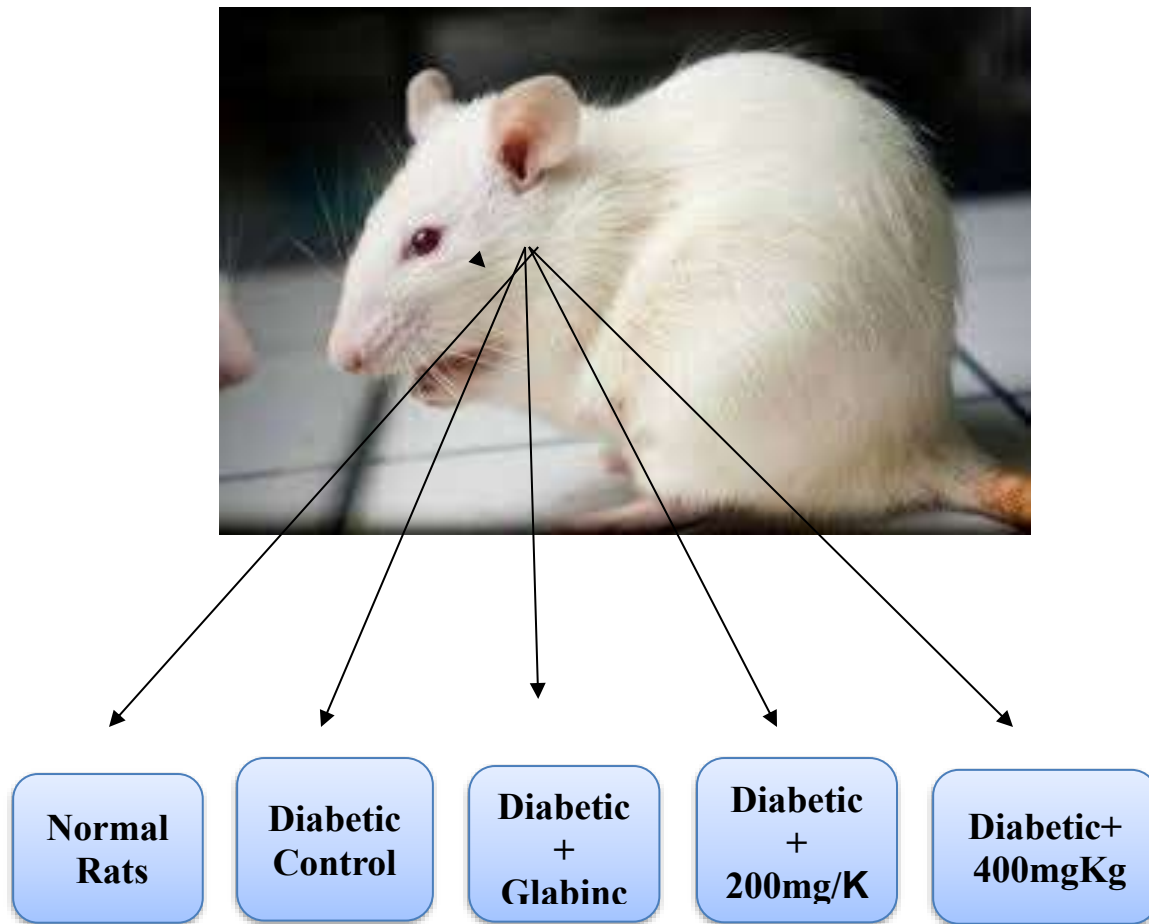 Normal
Rats
Diabetic
Control
Diabetic
+
Glabinc
Diabetic
+
200mg/K
Diabetic+
400mgKg